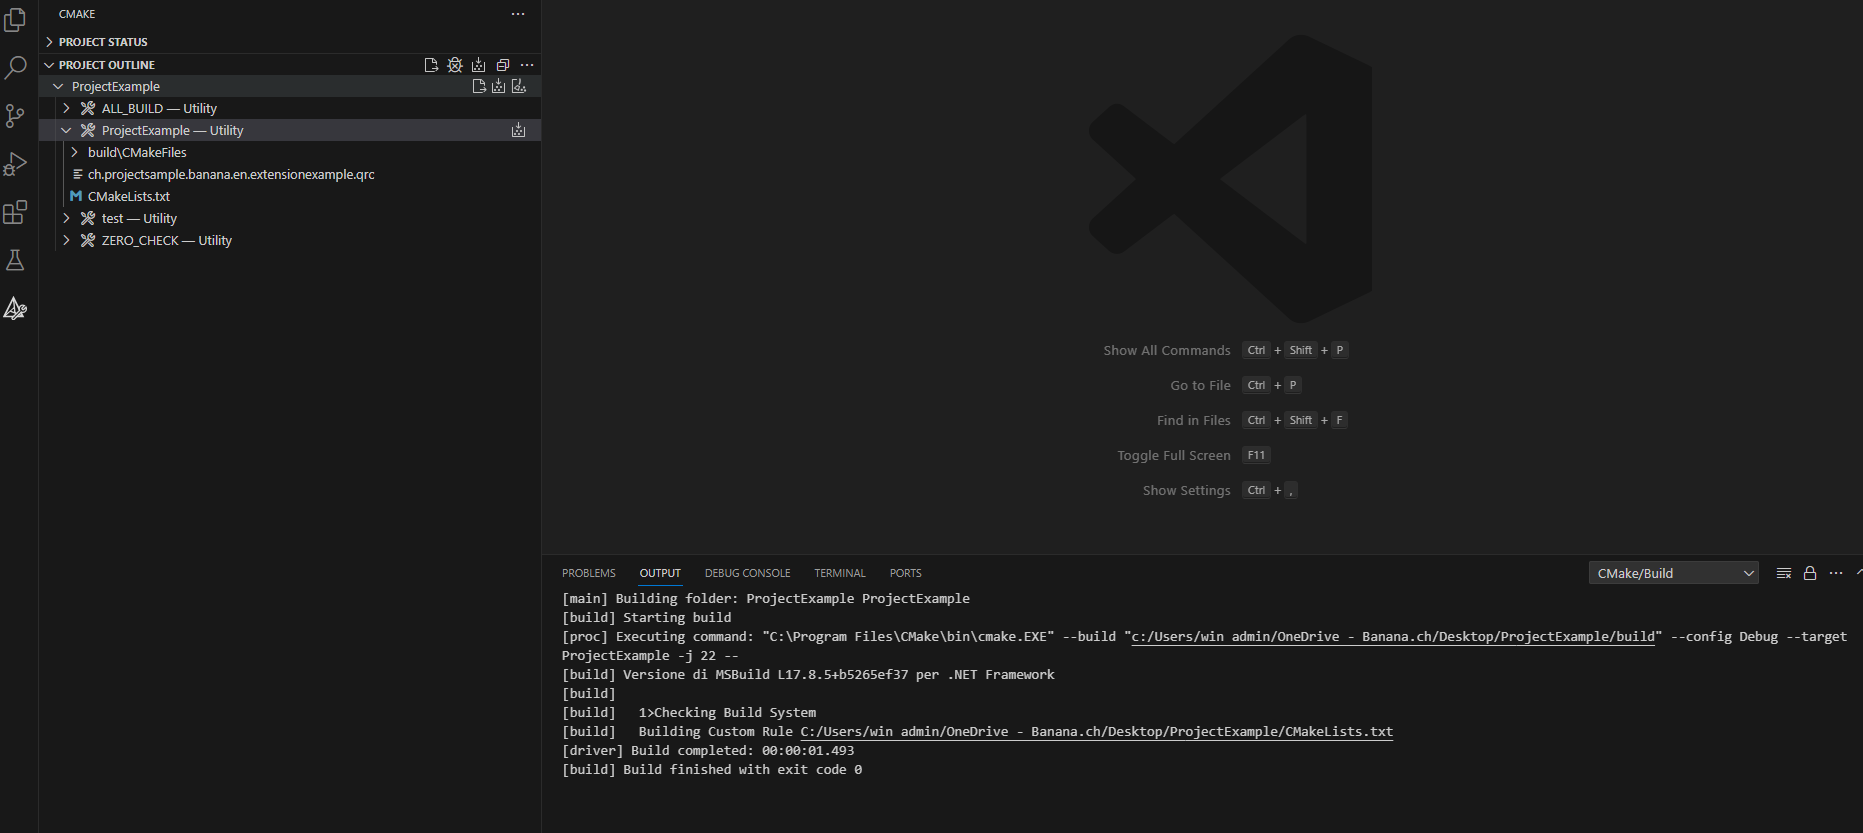 CMAKE
PROJECT STATUS
PROJECT OUTLINE
ProjectExample
ALL_BUILD — Utility
ProjectExample — Utility
build\CMakeFiles
ch.projectsample.banana.en.extensionexample.qrc
CMakeLists.txt
test — Utility
ZERO_CHECK — Utility
Show All Commands Ctrl + Shift + P
Go to File Ctrl + P
Find in Files Ctrl + Shift + F
Toggle Full Screen F11
Show Settings Ctrl + ,
PROBLEMS OUTPUT DEBUG CONSOLE TERMINAL PORTS CMake/Build
[main] Building folder: ProjectExample ProjectExample
[build] Starting build
[proc] Executing command: "C:\Program Files\CMake\bin\cmake.EXE" --build "c:/Users/win admin/OneDrive - Banana.ch/Desktop/ProjectExample/build" --config Debug --target
ProjectExample -j 22 --
[build] Versione di MSBuild L17.8.5+b5265ef37 per .NET Framework
[build]
[build]   1>Checking Build System
[build]   Building Custom Rule C:/Users/win admin/OneDrive - Banana.ch/Desktop/ProjectExample/CMakeLists.txt
[driver] Build completed: 00:00:01.493
[build] Build finished with exit code 0